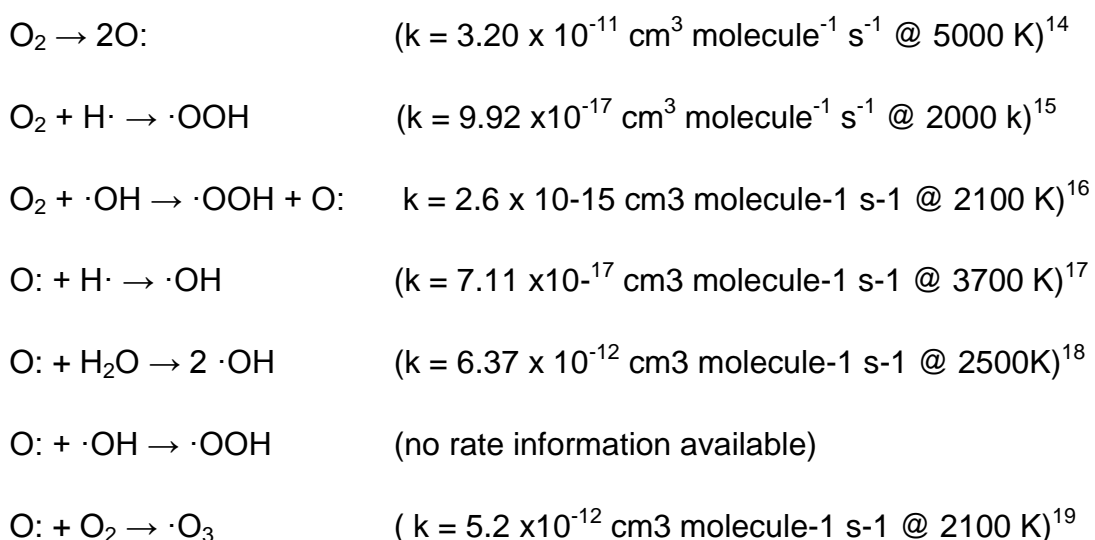 O₂ → 2O: (k = 3.20 x 10⁻¹¹ cm³ molecule⁻¹ s⁻¹ @ 5000 K)¹⁴
O₂ + H· → ·OOH (k = 9.92 x10⁻¹⁷ cm³ molecule⁻¹ s⁻¹ @ 2000 k)¹⁵
O₂ + ·OH → ·OOH + O: k = 2.6 x 10-15 cm3 molecule-1 s-1 @ 2100 K)¹⁶
O: + H· → ·OH (k = 7.11 x10-¹⁷ cm3 molecule-1 s-1 @ 3700 K)¹⁷
O: + H₂O → 2 ·OH (k = 6.37 x 10⁻¹² cm3 molecule-1 s-1 @ 2500K)¹⁸
O: + ·OH → ·OOH (no rate information available)
O: + O₂ → ·O₃ ( k = 5.2 x10⁻¹² cm3 molecule-1 s-1 @ 2100 K)¹⁹